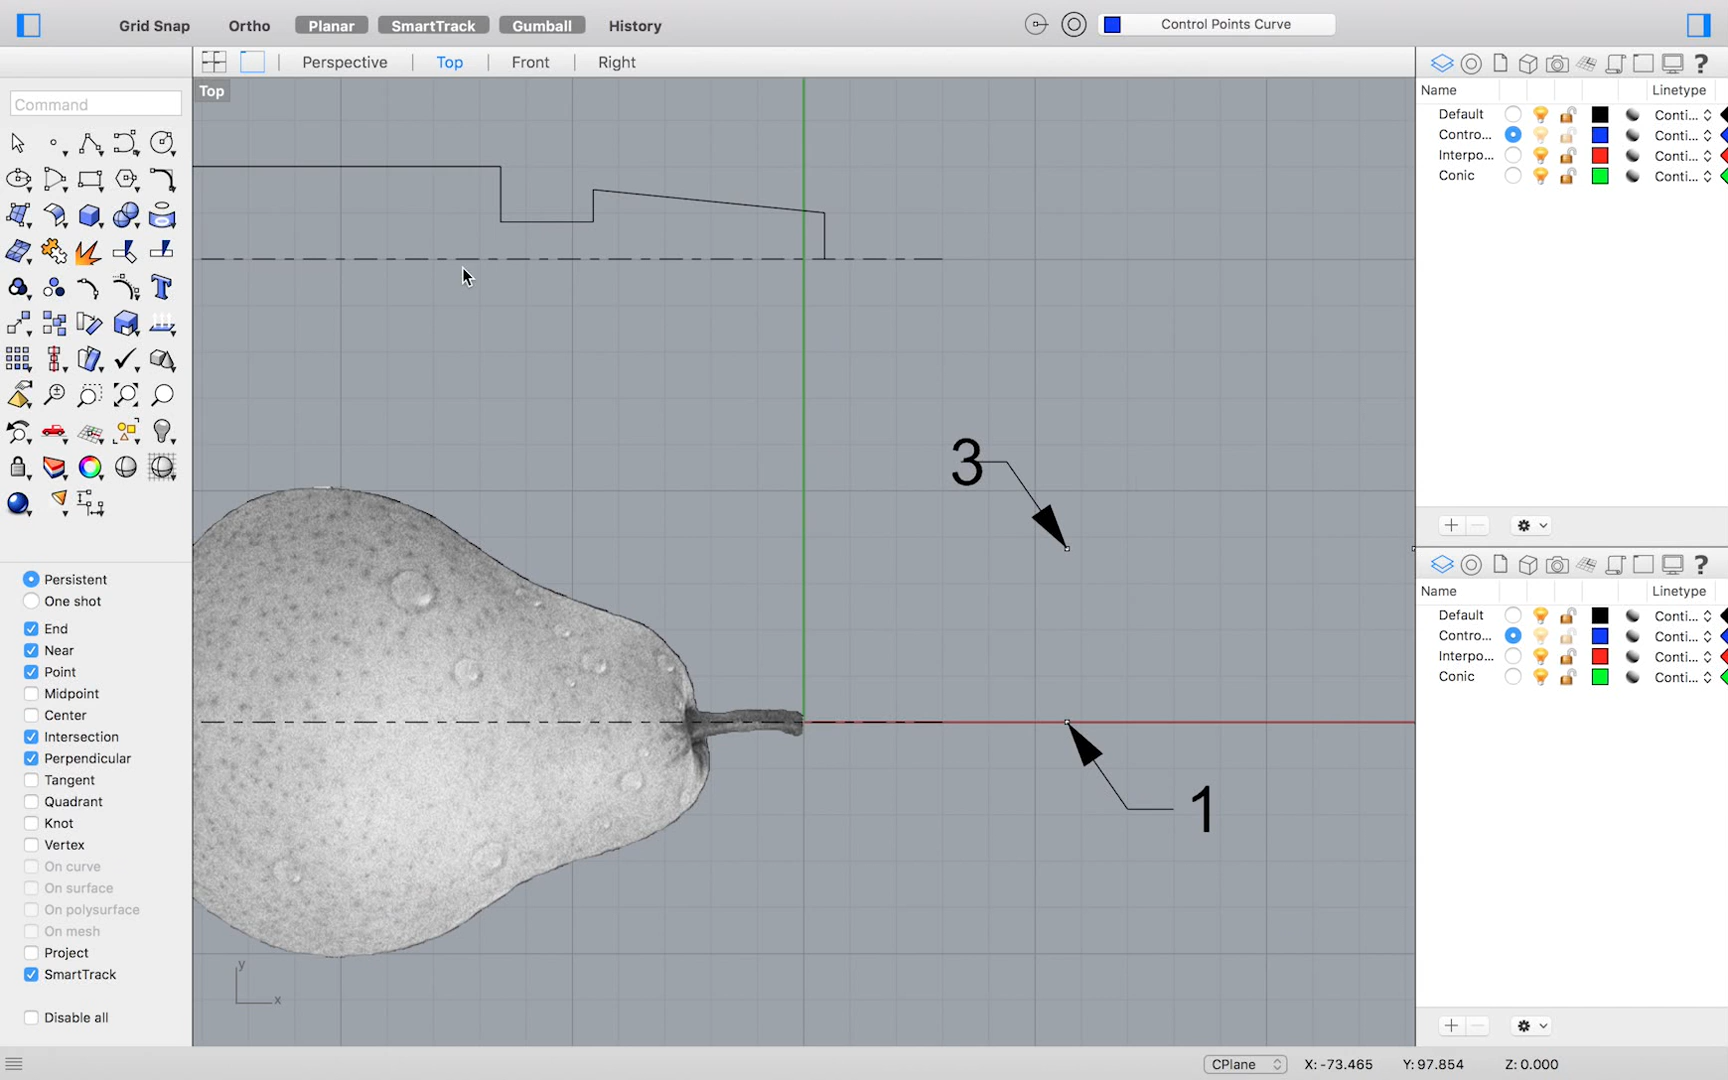 Grid Snap Ortho Planar SmartTrack Gumball History Control Points Curve
Perspective Top Front Right
Top
Command
Name Linetype
Default Conti...
Contro... Conti...
Interpo... Conti...
Conic Conti...
3
1
Persistent
One shot
End
Near
Point
Midpoint
Center
Intersection
Perpendicular
Tangent
Quadrant
Knot
Vertex
On curve
On surface
On polysurface
On mesh
Project
SmartTrack
Disable all
y
x
?
Name Linetype
Default Conti...
Contro... Conti...
Interpo... Conti...
Conic Conti...
CPlane X: -73.465 Y: 97.854 Z: 0.000